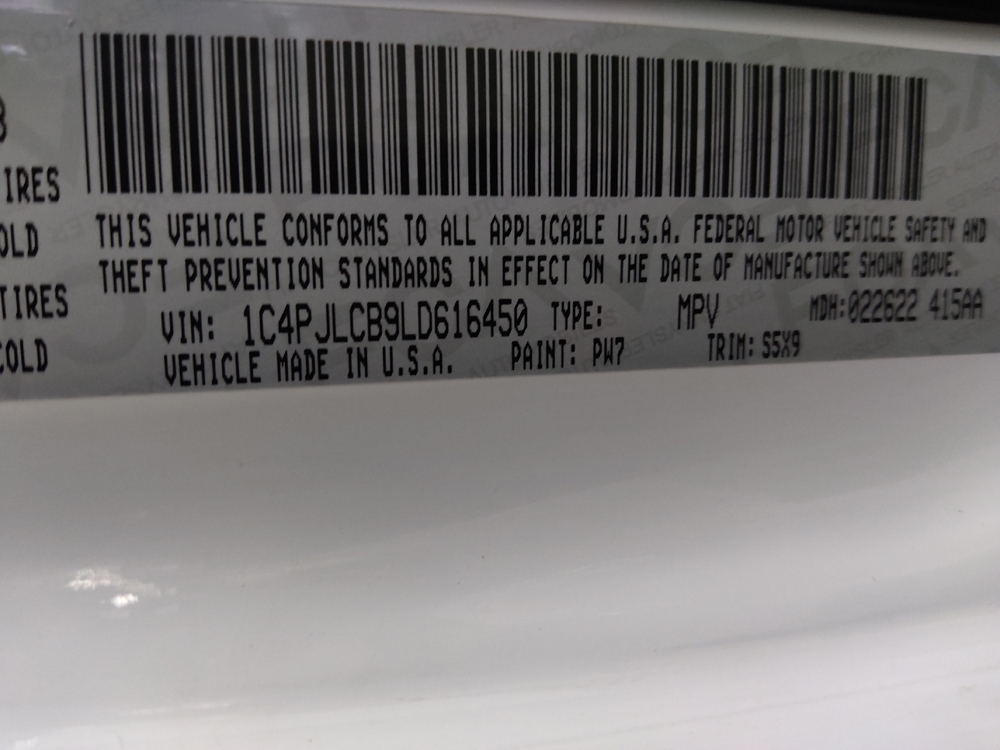 3
IRES
OLD
TIRES
COLD
THIS VEHICLE CONFORMS TO ALL APPLICABLE U.S.A. FEDERAL MOTOR VEHICLE SAFETY AND
THEFT PREVENTION STANDARDS IN EFFECT ON THE DATE OF MANUFACTURE SHOWN ABOVE.
VIN: 1C4PJLCB9LD616450 TYPE: MPV MDH:022622 415AA
VEHICLE MADE IN U.S.A. PAINT: PW7 TRIM: S5X9